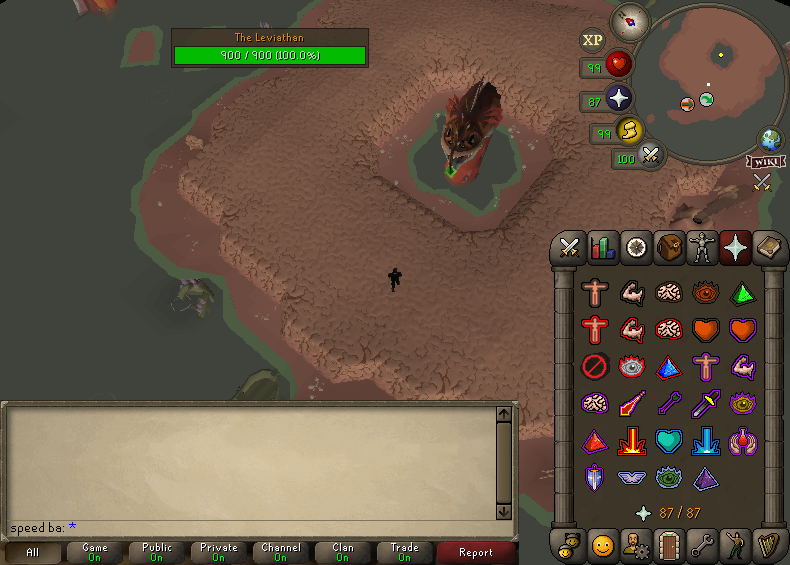 The Leviathan
900 / 900 (100.0%)
XP
99
87
99
100
WIKI
87 / 87
speed ba: *
All
Game
On
Public
On
Private
On
Channel
On
Clan
On
Trade
On
Report